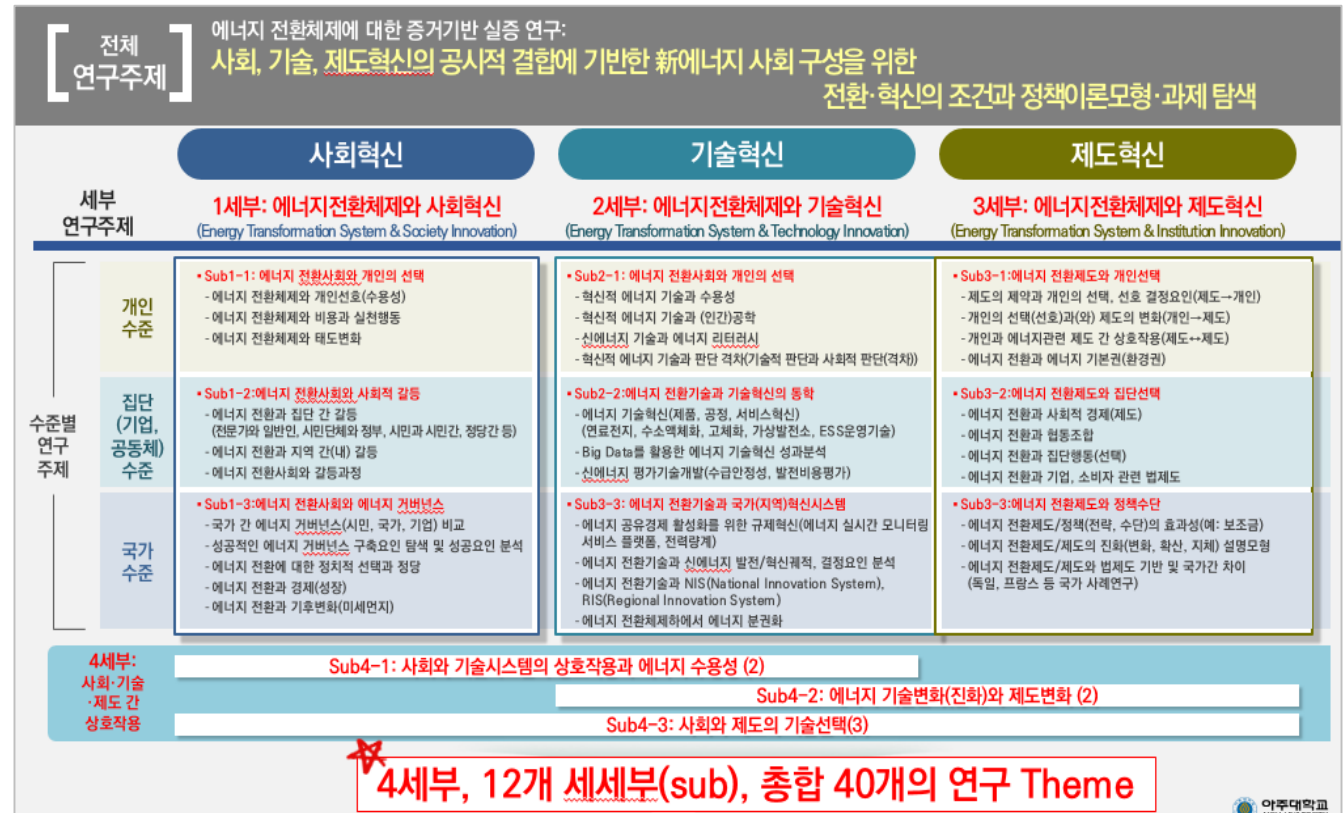 전체
연구주제
에너지 전환체제에 대한 증거기반 실증 연구:
사회, 기술, 제도혁신의 공시적 결합에 기반한 新에너지 사회 구성을 위한
전환·혁신의 조건과 정책이론모형·과제 탐색
사회혁신
기술혁신
제도혁신
세부
연구주제
1세부: 에너지전환체제와 사회혁신
(Energy Transformation System & Society Innovation)
2세부: 에너지전환체제와 기술혁신
(Energy Transformation System & Technology Innovation)
3세부: 에너지전환체제와 제도혁신
(Energy Transformation System & Institution Innovation)
수준별
연구
주제
개인
수준
▪ Sub1-1: 에너지 전환사회와 개인의 선택
- 에너지 전환체제와 개인선호(수용성)
- 에너지 전환체제와 비용과 실천행동
- 에너지 전환체제와 태도변화
▪ Sub2-1: 에너지 전환사회와 개인의 선택
- 혁신적 에너지 기술과 수용성
- 혁신적 에너지 기술과 (인간)공학
- 신에너지 기술과 에너지 리터러시
- 혁신적 에너지 기술과 판단 격차(기술적 판단과 사회적 판단(격차))
▪ Sub3-1:에너지 전환제도와 개인선택
- 제도의 제약과 개인의 선택, 선호 결정요인(제도→개인)
- 개인의 선택(선호)과(와) 제도의 변화(개인→제도)
- 개인과 에너지관련 제도 간 상호작용(제도↔제도)
- 에너지 전환과 에너지 기본권(환경권)
집단
(기업,
공동체)
수준
▪ Sub1-2:에너지 전환사회와 사회적 갈등
- 에너지 전환과 집단 간 갈등
(전문가와 일반인, 시민단체와 정부, 시민과 시민간, 정당간 등)
- 에너지 전환과 지역 간(내) 갈등
- 에너지 전환사회와 갈등과정
▪ Sub2-2:에너지 전환기술과 기술혁신의 동학
- 에너지 기술혁신(제품, 공정, 서비스혁신)
(연료전지, 수소액체화, 고체화, 가상발전소, ESS운영기술)
- Big Data를 활용한 에너지 기술혁신 성과분석
- 신에너지 평가기술개발(수급안정성, 발전비용평가)
▪ Sub3-2:에너지 전환제도와 집단선택
- 에너지 전환과 사회적 경제(제도)
- 에너지 전환과 협동조합
- 에너지 전환과 집단행동(선택)
- 에너지 전환과 기업, 소비자 관련 법제도
국가
수준
▪ Sub1-3:에너지 전환사회와 에너지 거버넌스
- 국가 간 에너지 거버넌스(시민, 국가, 기업) 비교
- 성공적인 에너지 거버넌스 구축요인 탐색 및 성공요인 분석
- 에너지 전환에 대한 정치적 선택과 정당
- 에너지 전환과 경제(성장)
- 에너지 전환과 기후변화(미세먼지)
▪ Sub3-3: 에너지 전환기술과 국가(지역)혁신시스템
- 에너지 공유경제 활성화를 위한 규제혁신(에너지 실시간 모니터링
서비스 플랫폼, 전력량계)
- 에너지 전환기술과 신에너지 발전/혁신궤적, 결정요인 분석
- 에너지 전환기술과 NIS(National Innovation System),
RIS(Regional Innovation System)
- 에너지 전환체제하에서 에너지 분권화
▪ Sub3-3:에너지 전환제도와 정책수단
- 에너지 전환제도/정책(전략, 수단)의 효과성(예: 보조금)
- 에너지 전환제도/제도의 진화(변화, 확산, 지체) 설명모형
- 에너지 전환제도/제도와 법제도 기반 및 국가간 차이
(독일, 프랑스 등 국가 사례연구)
4세부:
사회·기술
·제도 간
상호작용
Sub4-1: 사회와 기술시스템의 상호작용과 에너지 수용성 (2)
Sub4-2: 에너지 기술변화(진화)와 제도변화 (2)
Sub4-3: 사회와 제도의 기술선택(3)
4세부, 12개 세세부(sub), 총합 40개의 연구 Theme
아주대학교